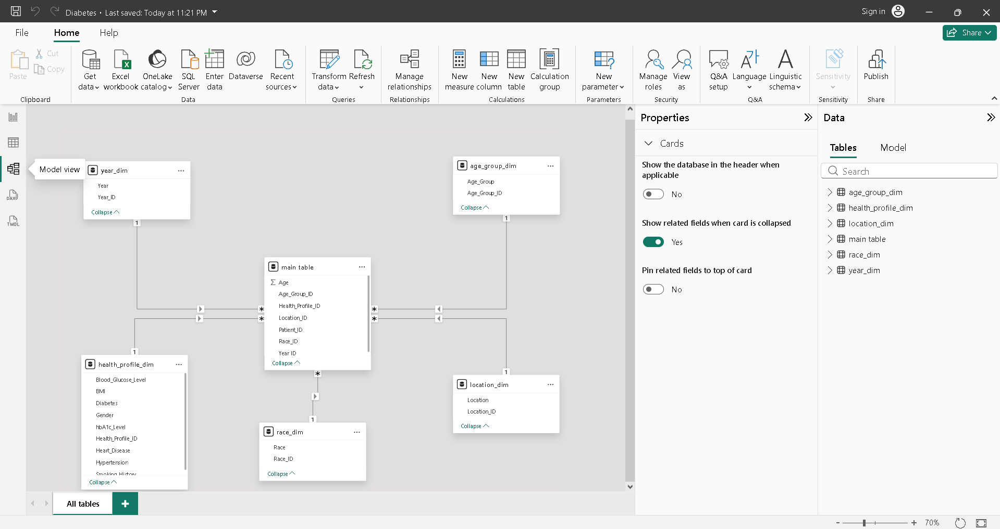 Diabetes • Last saved: Today at 11:21 PM
Sign in
File
Home
Help
Share
Paste
Cut
Copy
Clipboard
Get data
Excel workbook
OneLake catalog
SQL Server
Enter data
Dataverse
Recent sources
Data
Transform data
Refresh
Queries
Manage relationships
Relationships
New measure
New column
New table
Calculation group
Calculations
New parameter
Parameters
Manage roles
View as
Security
Q&A setup
Language
Linguistic schema
Q&A
Sensitivity
Sensitivity
Publish
Share
DAX
TMDL
Model view
year_dim
Year
Year_ID
Collapse
1
age_group_dim
Age_Group
Age_Group_ID
Collapse
1
main table
Σ Age
Age_Group_ID
Health_Profile_ID
Location_ID
Patient_ID
Race_ID
Year ID
Collapse
*
*
*
*
*
1
health_profile_dim
Blood_Glucose_Level
BMI
Diabetes
Gender
hbA1c_Level
Health_Profile_ID
Heart_Disease
Hypertension
Smoking_History
Collapse
1
race_dim
Race
Race_ID
Collapse
1
location_dim
Location
Location_ID
Collapse
All tables
Properties
Cards
Show the database in the header when
applicable
No
Show related fields when card is collapsed
Yes
Pin related fields to top of card
No
Data
Tables
Model
Search
age_group_dim
health_profile_dim
location_dim
main table
race_dim
year_dim
- + 70%